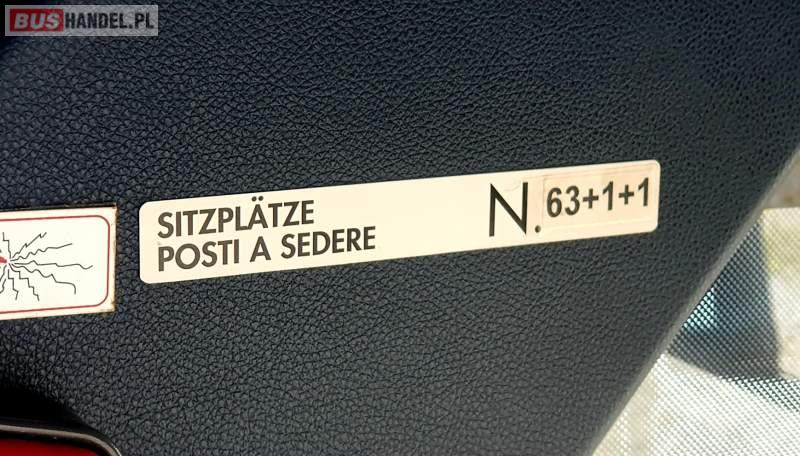 BUSHANDEL.PL
SITZPLÄTZE
POSTI A SEDERE
N. 63+1+1